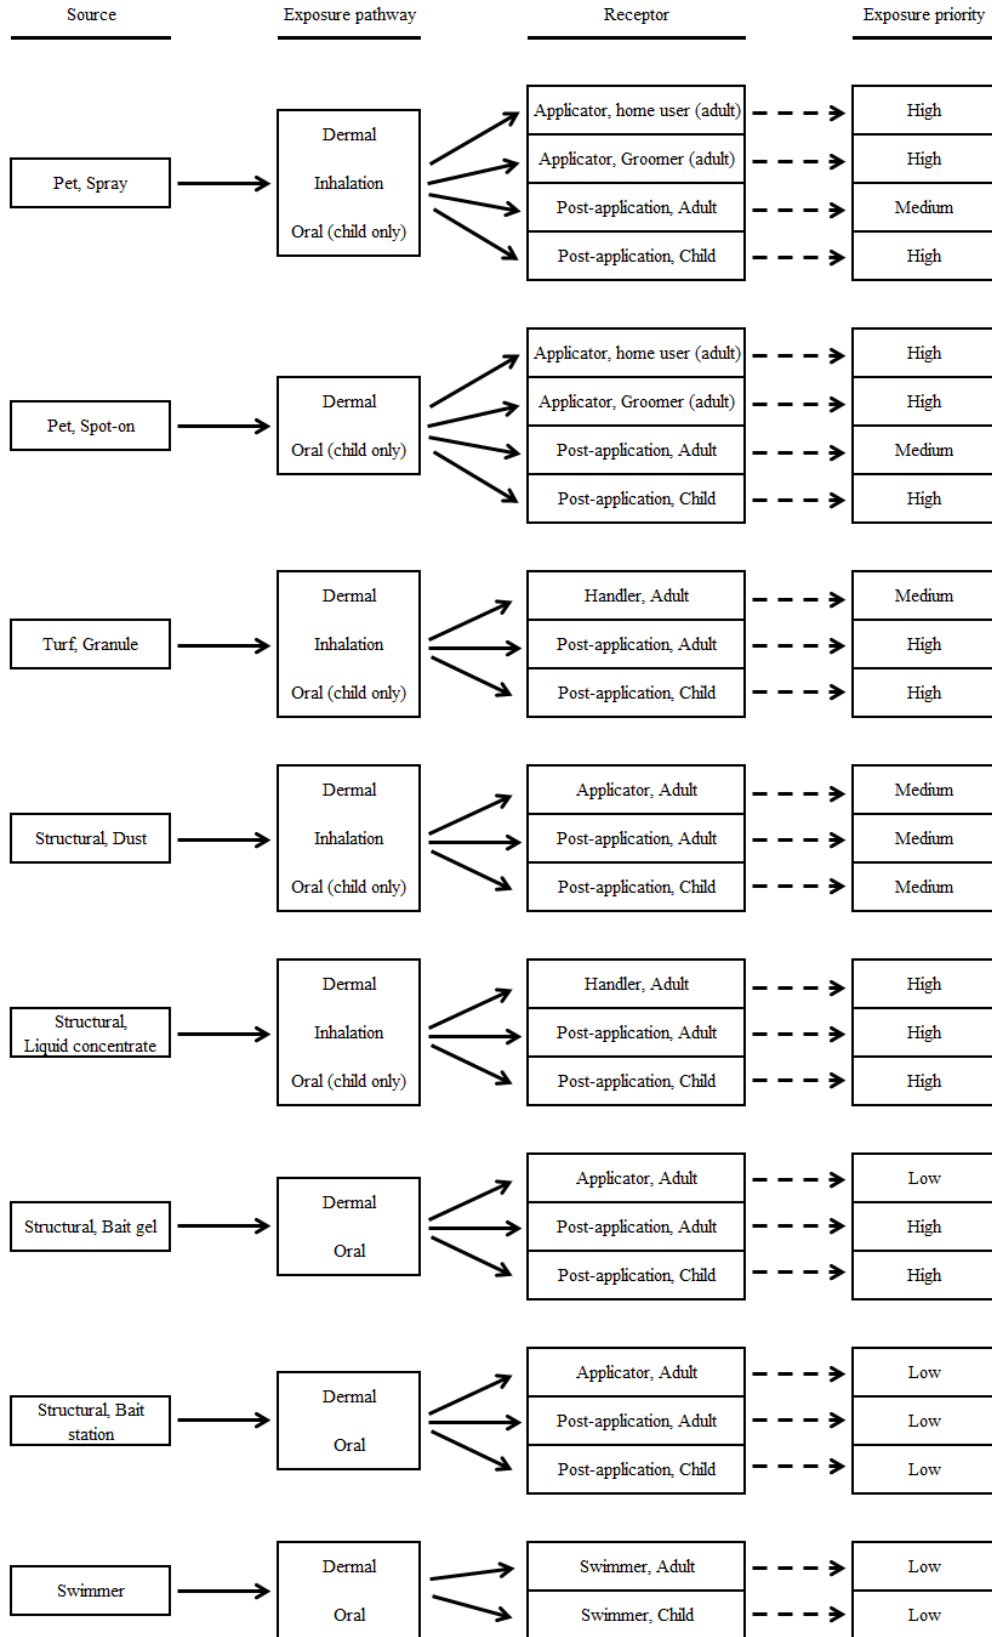 Source
Exposure pathway
Receptor
Exposure priority
Pet, Spray
Dermal
Inhalation
Oral (child only)
Applicator, home user (adult)
High
Applicator, Groomer (adult)
High
Post-application, Adult
Medium
Post-application, Child
High
Pet, Spot-on
Dermal
Oral (child only)
Applicator, home user (adult)
High
Applicator, Groomer (adult)
High
Post-application, Adult
Medium
Post-application, Child
High
Turf, Granule
Dermal
Inhalation
Oral (child only)
Handler, Adult
Medium
Post-application, Adult
High
Post-application, Child
High
Structural, Dust
Dermal
Inhalation
Oral (child only)
Applicator, Adult
Medium
Post-application, Adult
Medium
Post-application, Child
Medium
Structural,
Liquid concentrate
Dermal
Inhalation
Oral (child only)
Handler, Adult
High
Post-application, Adult
High
Post-application, Child
High
Structural, Bait gel
Dermal
Oral
Applicator, Adult
Low
Post-application, Adult
High
Post-application, Child
High
Structural, Bait
station
Dermal
Oral
Applicator, Adult
Low
Post-application, Adult
Low
Post-application, Child
Low
Swimmer
Dermal
Oral
Swimmer, Adult
Low
Swimmer, Child
Low